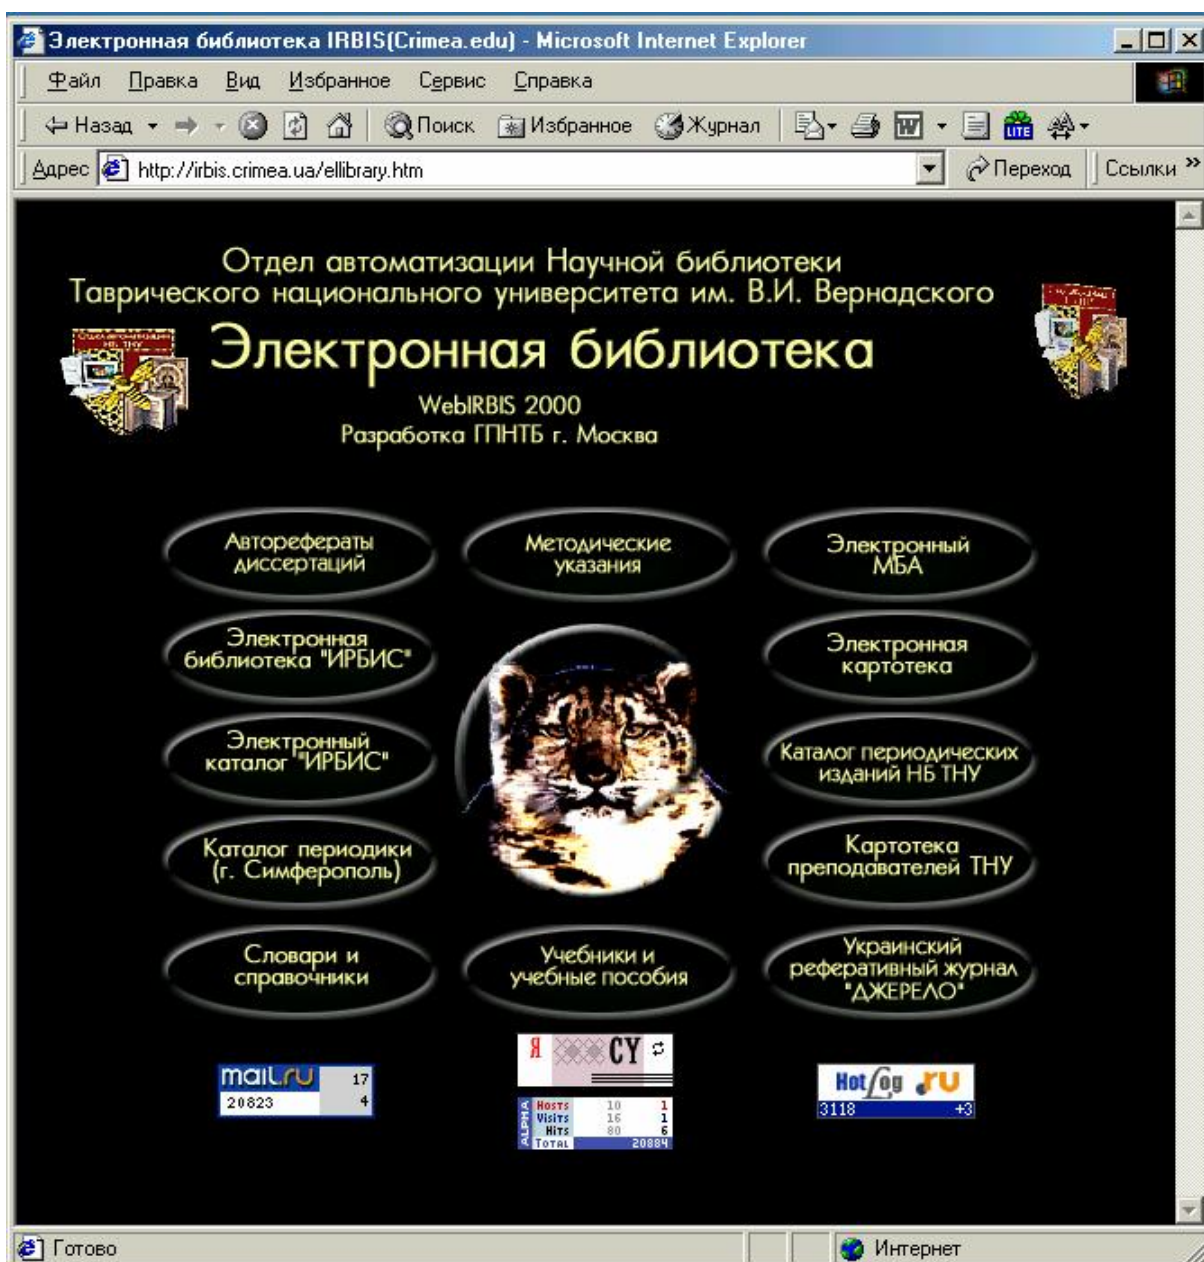 Электронная библиотека IRBIS(Crimea.edu) - Microsoft Internet Explorer
Файл Правка Вид Избранное Сервис Справка
Назад Поиск Избранное Журнал LITE
Адрес http://irbis.crimea.ua/ellibrary.htm Переход Ссылки »
Отдел автоматизации Научной библиотеки
Таврического национального университета им. В.И. Вернадского
Электронная библиотека
WebIRBIS 2000
Разработка ГПНТБ г. Москва
Авторефераты
диссертаций
Методические
указания
Электронный
МБА
Электронная
библиотека "ИРБИС"
Электронная
картотека
Электронный
каталог "ИРБИС"
Каталог периодических
изданий НБ ТНУ
Каталог периодики
(г. Симферополь)
Картотека
преподавателей ТНУ
Словари и
справочники
Учебники и
учебные пособия
Украинский
реферативный журнал
"ДЖЕРЕЛО"
mail.ru 17
20823 4
Я CY
ALPHA
Hosts 10 1
Visits 16 1
Hits 80 6
Total 20884
HotLog .ru
3118 +3
Готово Интернет